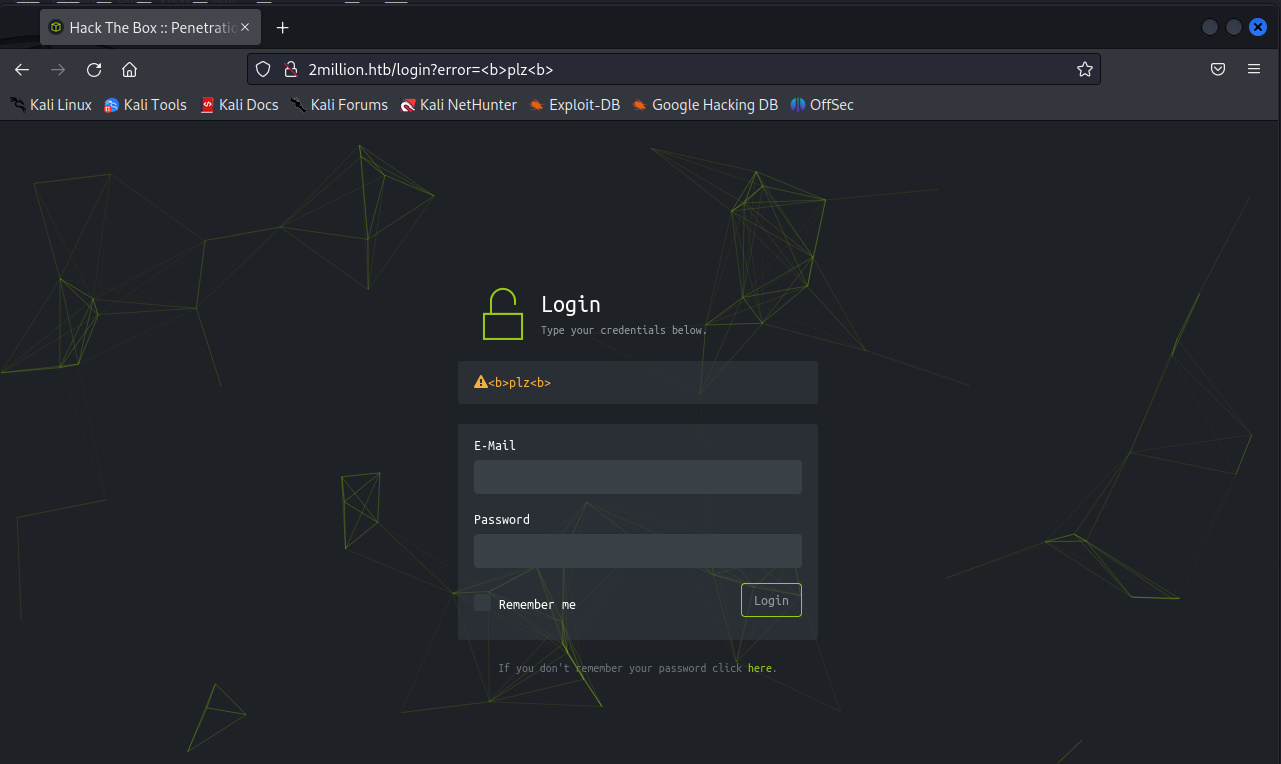 Hack The Box :: Penetratio
2million.htb/login?error=<b>plz<b>
Kali Linux Kali Tools Kali Docs Kali Forums Kali NetHunter Exploit-DB Google Hacking DB OffSec
Login
Type your credentials below.
<b>plz<b>
E-Mail
Password
Remember me
Login
If you don't remember your password click here.